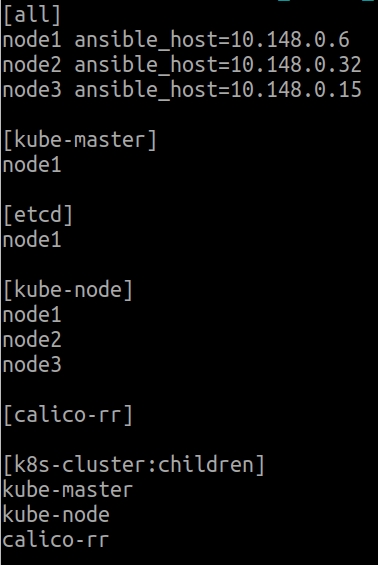 [all]
node1 ansible_host=10.148.0.6
node2 ansible_host=10.148.0.32
node3 ansible_host=10.148.0.15
[kube-master]
node1
[etcd]
node1
[kube-node]
node1
node2
node3
[calico-rr]
[k8s-cluster:children]
kube-master
kube-node
calico-rr